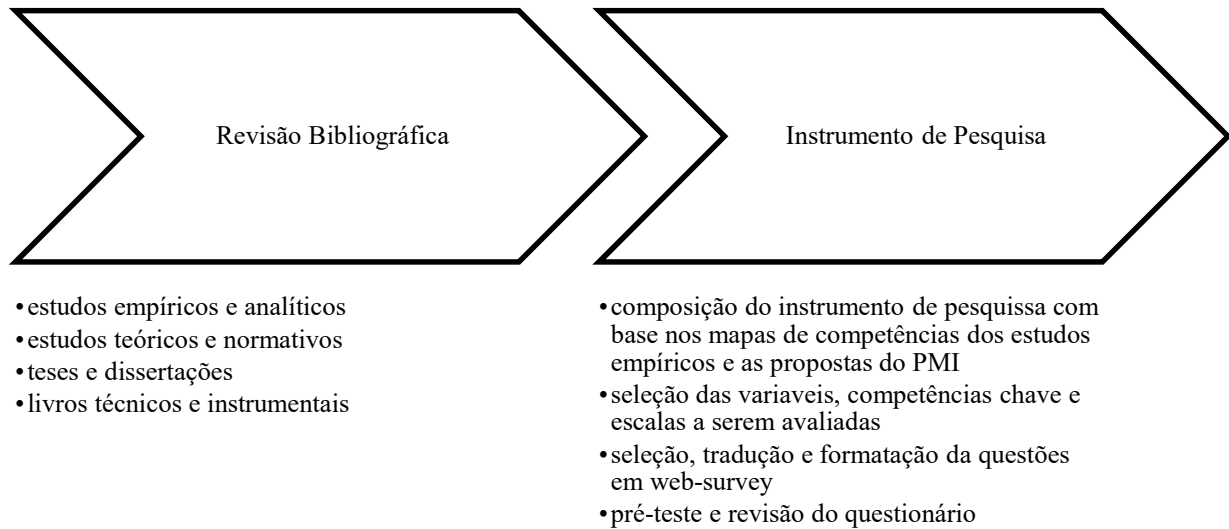 Revisão Bibliográfica
Instrumento de Pesquisa
•estudos empíricos e analíticos
•estudos teóricos e normativos
•teses e dissertações
•livros técnicos e instrumentais
•composição do instrumento de pesquissa com
base nos mapas de competências dos estudos
empíricos e as propostas do PMI
•seleção das variaveis, competências chave e
escalas a serem avaliadas
•seleção, tradução e formatação da questões
em web-survey
•pré-teste e revisão do questionário